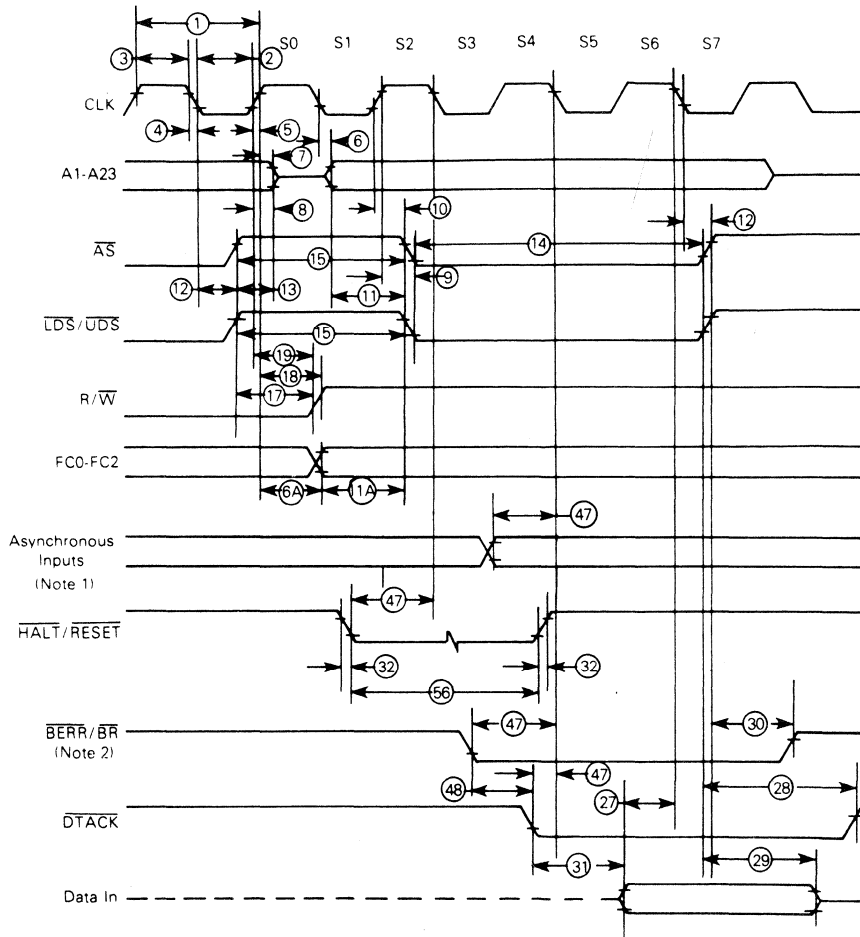 1
S0 S1 S2 S3 S4 S5 S6 S7
3 2
CLK
4 5
6
7
A1-A23
8 10
12
AS
14
15
9
12 13
11
LDS/UDS
15
19
18
17
R/W
FC0-FC2
6A 11A
47
Asynchronous
Inputs
(Note 1)
47
HALT/RESET
32 32
56
BERR/BR
(Note 2)
47 30
47
48 28
27
DTACK
31 29
Data In